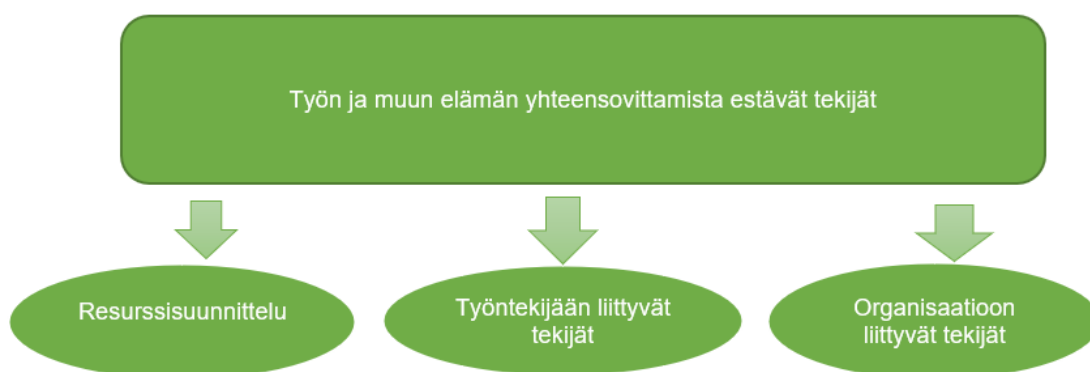 Työn ja muun elämän yhteensovittamista estävät tekijät
Resurssisuunnittelu
Työntekijään liittyvät
tekijät
Organisaatioon
liittyvät tekijät